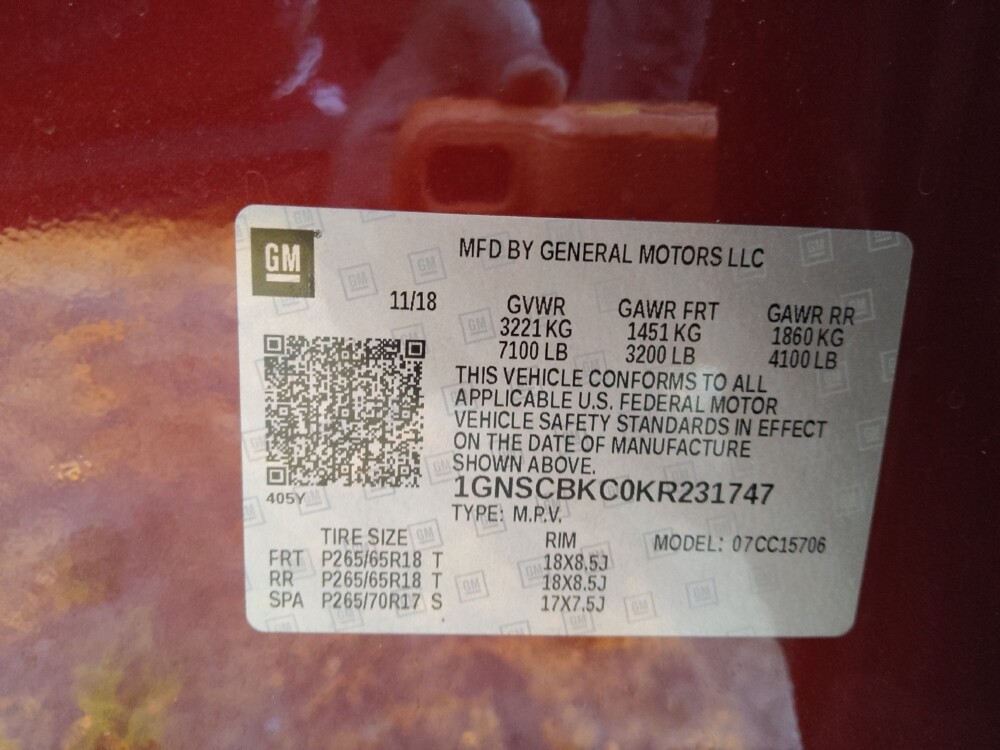 GM
MFD BY GENERAL MOTORS LLC
11/18 GVWR GAWR FRT GAWR RR
3221 KG 1451 KG 1860 KG
7100 LB 3200 LB 4100 LB
THIS VEHICLE CONFORMS TO ALL
APPLICABLE U.S. FEDERAL MOTOR
VEHICLE SAFETY STANDARDS IN EFFECT
ON THE DATE OF MANUFACTURE
SHOWN ABOVE.
1GNSCBKC0KR231747
405Y
TYPE: M.P.V.
TIRE SIZE RIM MODEL: 07CC15706
FRT P265/65R18 T 18X8.5J
RR P265/65R18 T 18X8.5J
SPA P265/70R17 S 17X7.5J